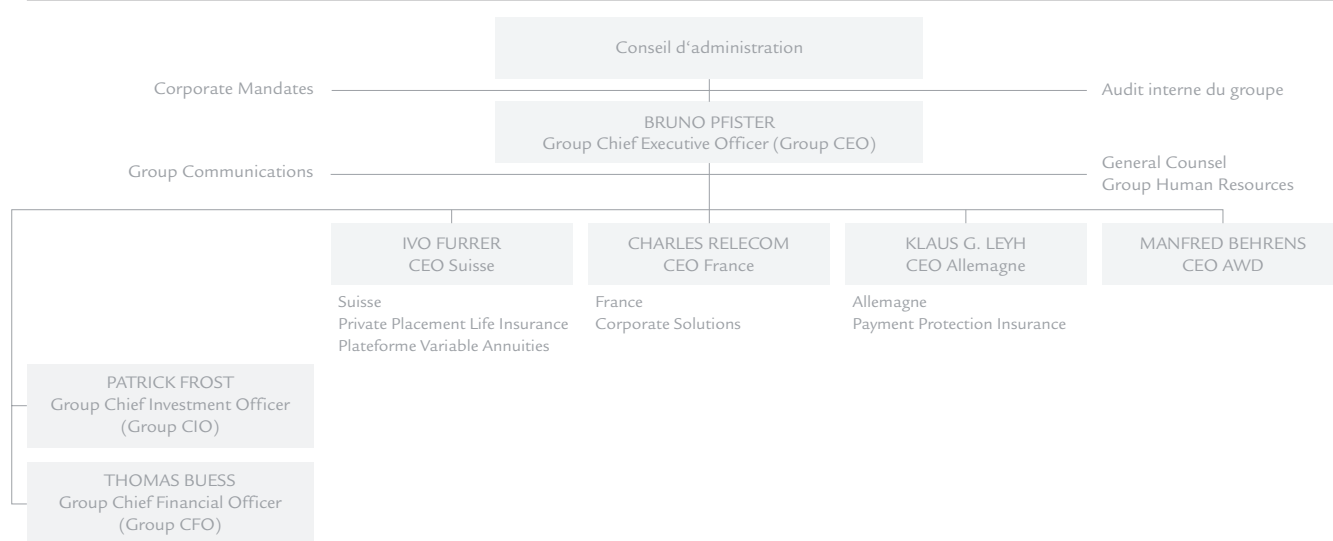 Conseil d‘administration
Corporate Mandates
Audit interne du groupe
BRUNO PFISTER
Group Chief Executive Officer (Group CEO)
Group Communications
General Counsel
Group Human Resources
IVO FURRER
CEO Suisse
CHARLES RELECOM
CEO France
KLAUS G. LEYH
CEO Allemagne
MANFRED BEHRENS
CEO AWD
Suisse
Private Placement Life Insurance
Plateforme Variable Annuities
France
Corporate Solutions
Allemagne
Payment Protection Insurance
PATRICK FROST
Group Chief Investment Officer
(Group CIO)
THOMAS BUESS
Group Chief Financial Officer
(Group CFO)